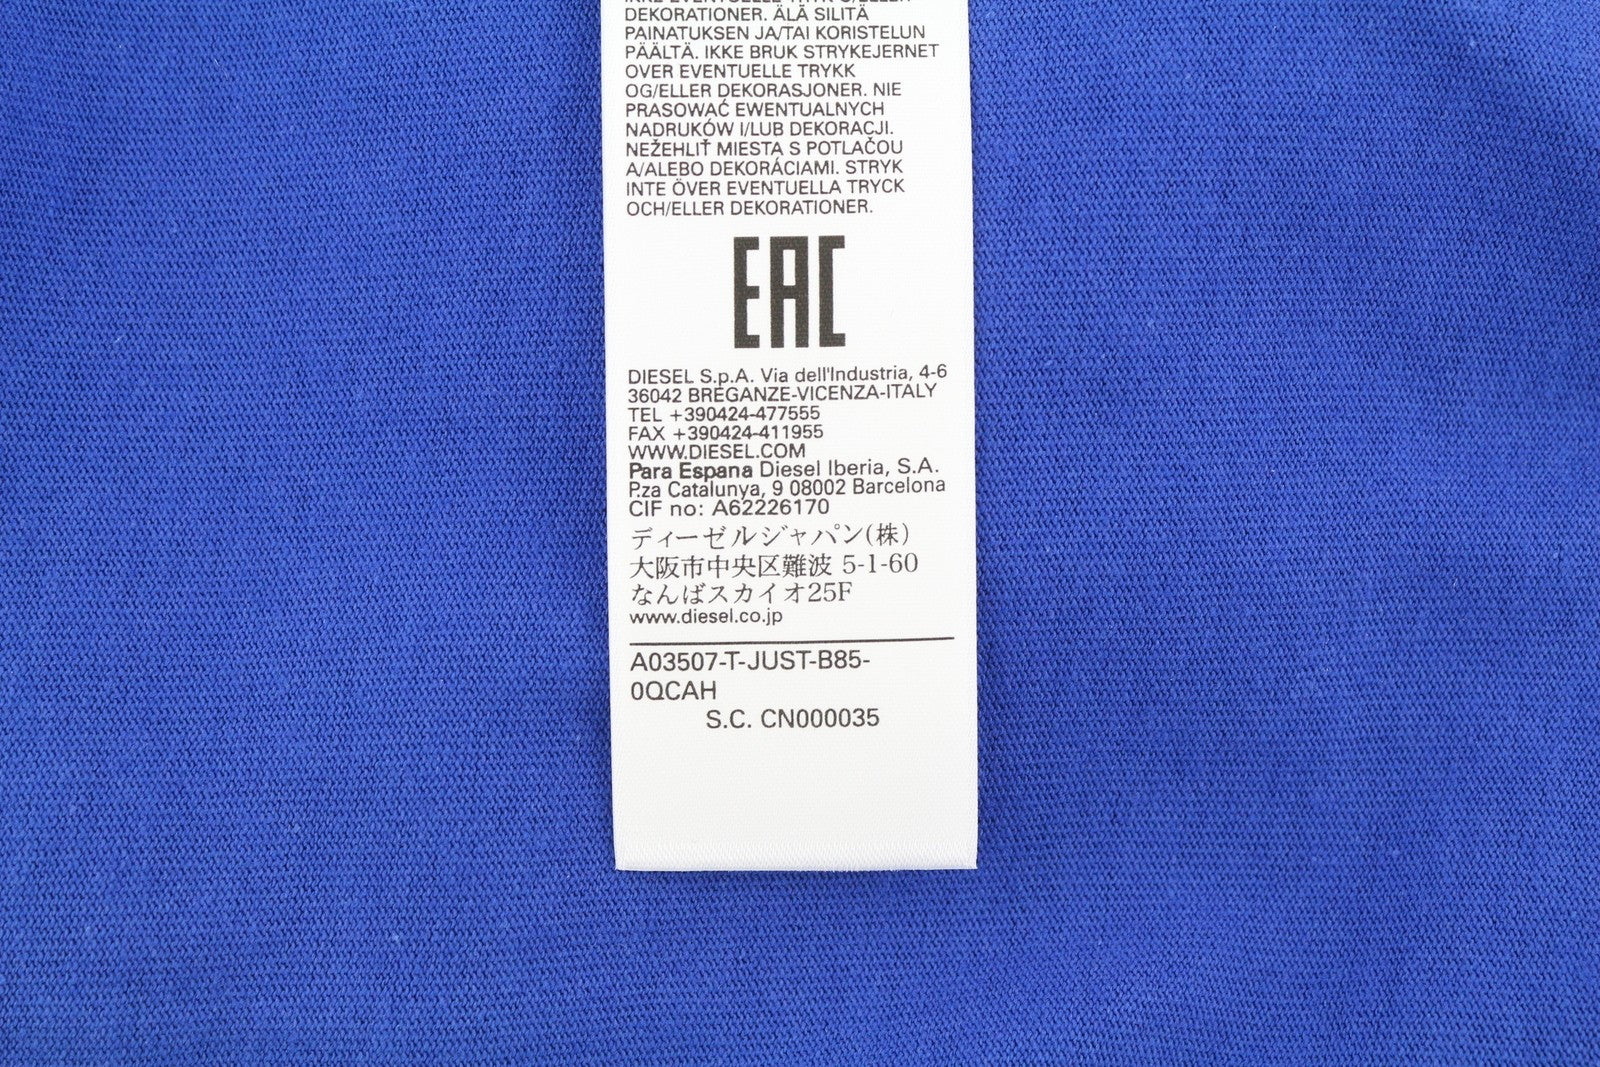 IKKE EVENTUELLE TRYK OG/ELLER
DEKORATIONER. ÄLÄ SILITÄ
PAINATUKSEN JA/TAI KORISTELUN
PÄÄLTÄ. IKKE BRUK STRYKEJERNET
OVER EVENTUELLE TRYKK
OG/ELLER DEKORASJONER. NIE
PRASOWAĆ EWENTUALNYCH
NADRUKÓW I/LUB DEKORACJI.
NEŽEHLIŤ MIESTA S POTLAČOU
A/ALEBO DEKORÁCIAMI. STRYK
INTE ÖVER EVENTUELLA TRYCK
OCH/ELLER DEKORATIONER.
EAC
DIESEL S.p.A. Via dell'Industria, 4-6
36042 BREGANZE-VICENZA-ITALY
TEL +390424-477555
FAX +390424-411955
WWW.DIESEL.COM
Para Espana Diesel Iberia, S.A.
P.za Catalunya, 9 08002 Barcelona
CIF no: A62226170
ディーゼルジャパン(株)
大阪市中央区難波 5-1-60
なんばスカイオ25F
www.diesel.co.jp
A03507-T-JUST-B85-
0QCAH
S.C. CN000035